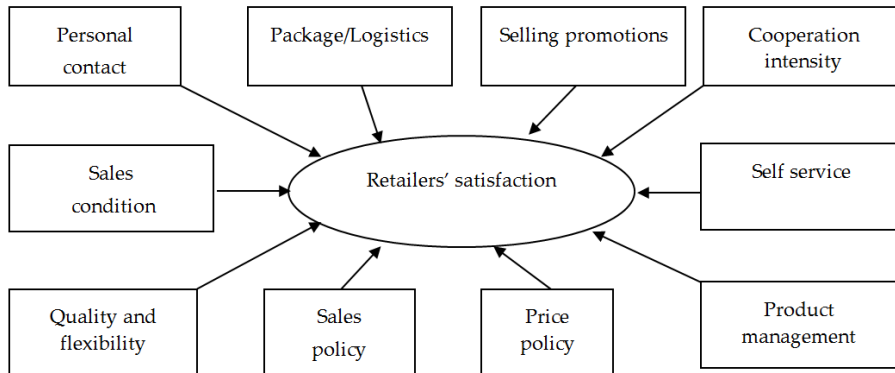 Personal
contact
Package/Logistics
Selling promotions
Cooperation
intensity
Sales
condition
Retailers’ satisfaction
Self service
Quality and
flexibility
Sales
policy
Price
policy
Product
management